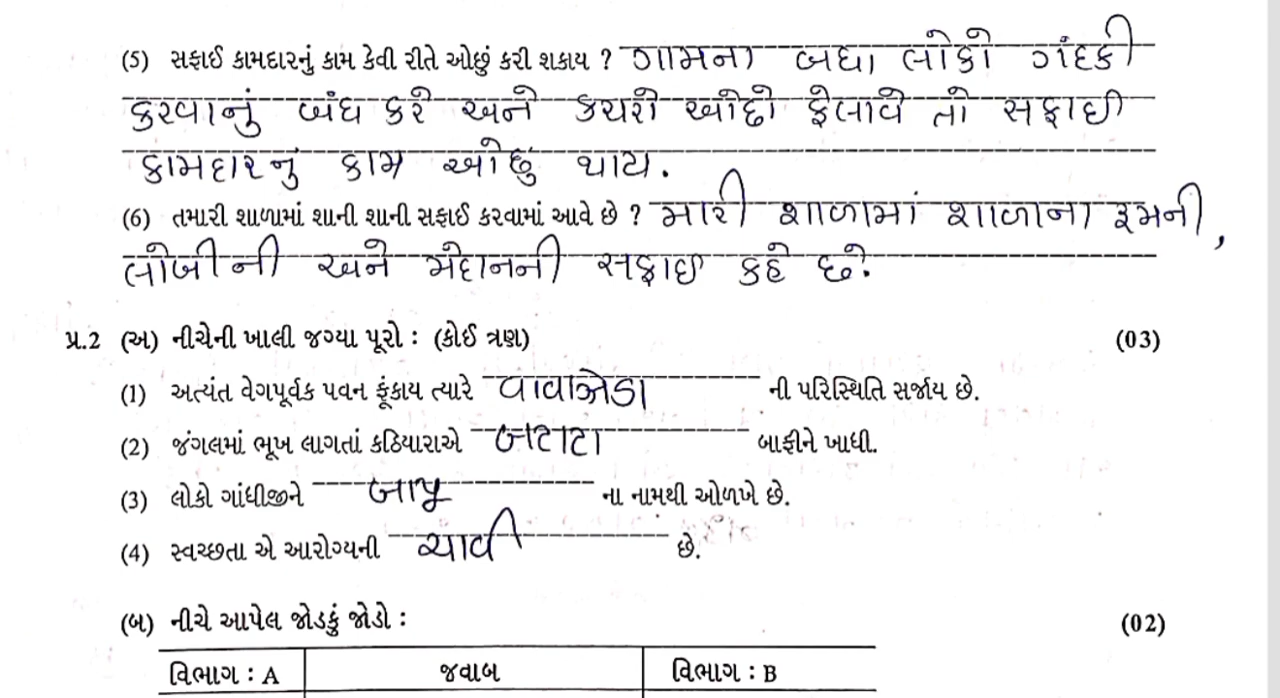 (5) સફાઈ કામદારનું કામ કેવી રીતે ઓછું કરી શકાય ? ગામના બધા લોકો ગંદકી
કરવાનું બંધ કરે અને કચરો ઓછો ફેલાવે તો સફાઈ
કામદારનું કામ ઓછું થાય.
(6) તમારી શાળામાં શાની શાની સફાઈ કરવામાં આવે છે ? મારી શાળામાં શાળાના રૂમની,
લોબીની અને મેદાનની સફાઇ કહે છે.
પ્ર.2 (અ) નીચેની ખાલી જગ્યા પૂરો : (કોઈ ત્રણ) (03)
(1) અત્યંત વેગપૂર્વક પવન ફૂંકાય ત્યારે વાવાઝેડા ની પરિસ્થિતિ સર્જાય છે.
(2) જંગલમાં ભૂખ લાગતાં કઠિયારાએ બટાટા બાફીને ખાધી.
(3) લોકો ગાંધીજીને બાપુ ના નામથી ઓળખે છે.
(4) સ્વચ્છતા એ આરોગ્યની ચાવી છે.
(બ) નીચે આપેલ જોડકું જોડો : (02)
વિભાગ : A જવાબ વિભાગ : B